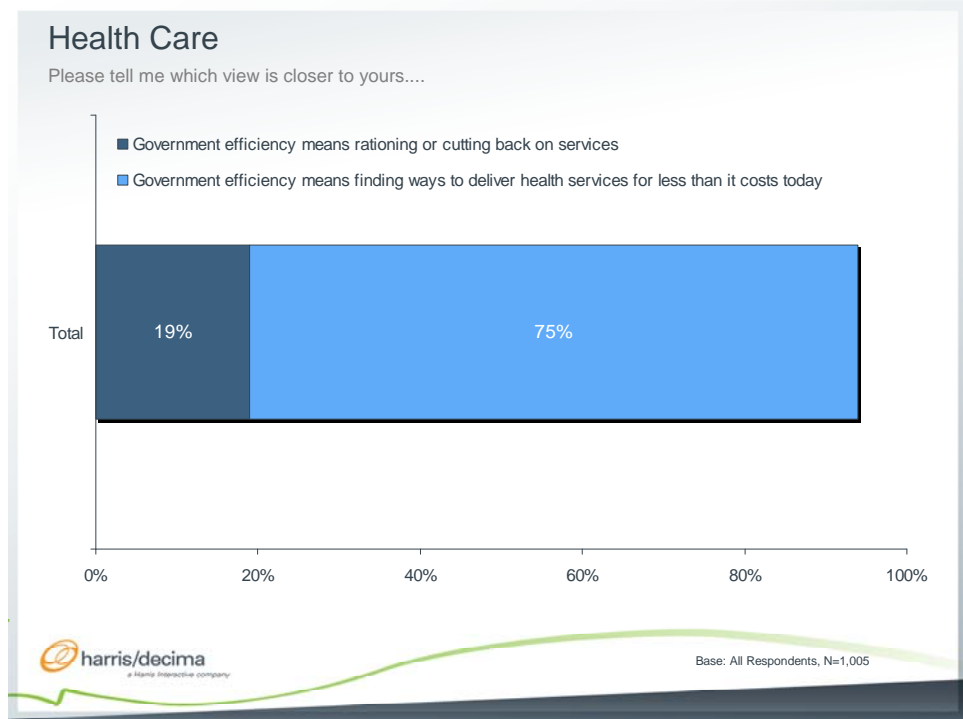 Health Care
Please tell me which view is closer to yours....
Government efficiency means rationing or cutting back on services
Government efficiency means finding ways to deliver health services for less than it costs today
Total
19%
75%
0%
20%
40%
60%
80%
100%
harris/decima
a Harris Interactive company
Base: All Respondents, N=1,005